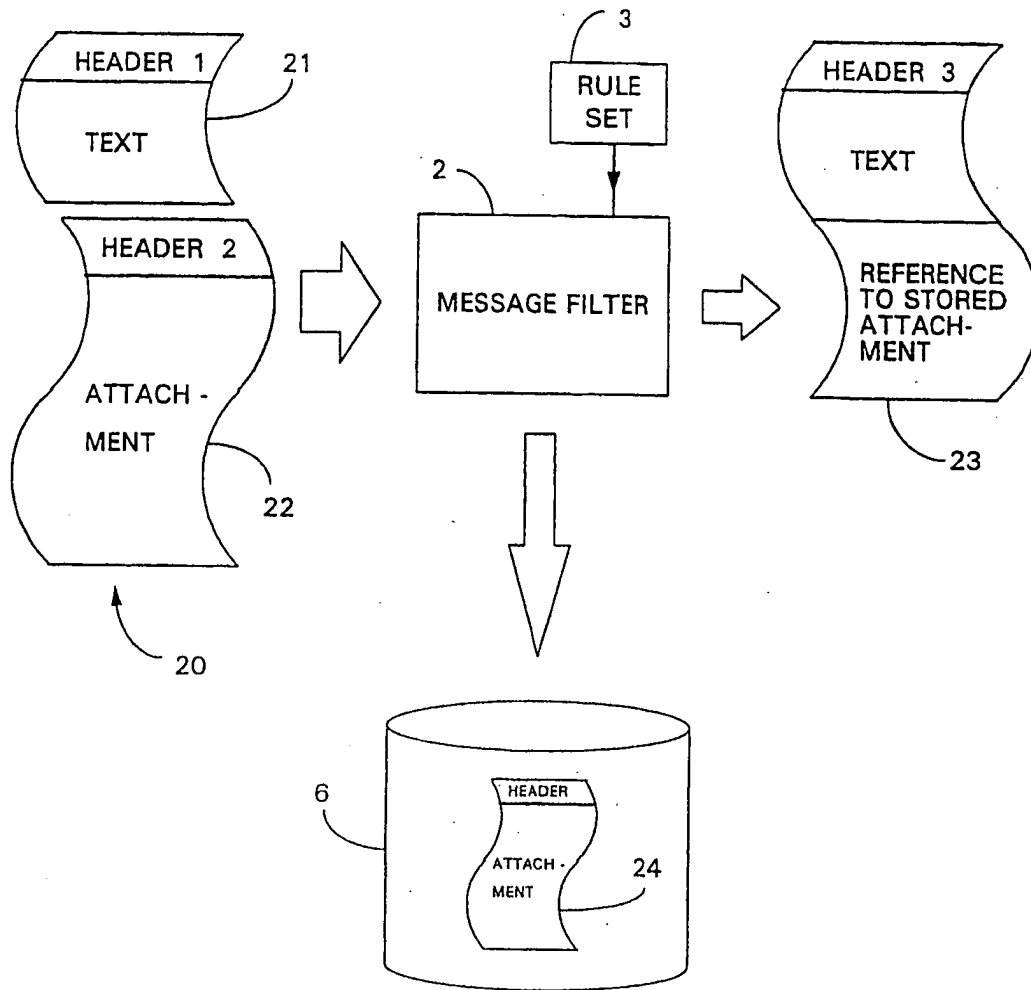 HEADER 1
21
TEXT
HEADER 2
ATTACH -
MENT
22
20
3
RULE
SET
2
MESSAGE FILTER
HEADER 3
TEXT
REFERENCE
TO STORED
ATTACH-
MENT
23
6
HEADER
ATTACH -
MENT
24